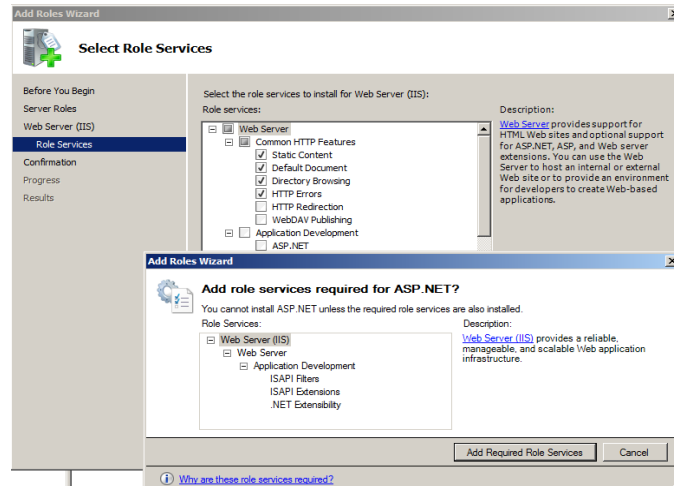 Add Roles Wizard
Select Role Services
Before You Begin
Server Roles
Web Server (IIS)
Role Services
Confirmation
Progress
Results
Select the role services to install for Web Server (IIS):
Role services:
Web Server
Common HTTP Features
Static Content
Default Document
Directory Browsing
HTTP Errors
HTTP Redirection
WebDAV Publishing
Application Development
ASP.NET
Description:
Web Server provides support for
HTML Web sites and optional support
for ASP.NET, ASP, and Web server
extensions. You can use the Web
Server to host an internal or external
Web site or to provide an environment
for developers to create Web-based
applications.
Add Roles Wizard
Add role services required for ASP.NET?
You cannot install ASP.NET unless the required role services are also installed.
Role Services:
Web Server (IIS)
Web Server
Application Development
ISAPI Filters
ISAPI Extensions
.NET Extensibility
Description:
Web Server (IIS) provides a reliable,
manageable, and scalable Web application
infrastructure.
Add Required Role Services
Cancel
Why are these role services required?